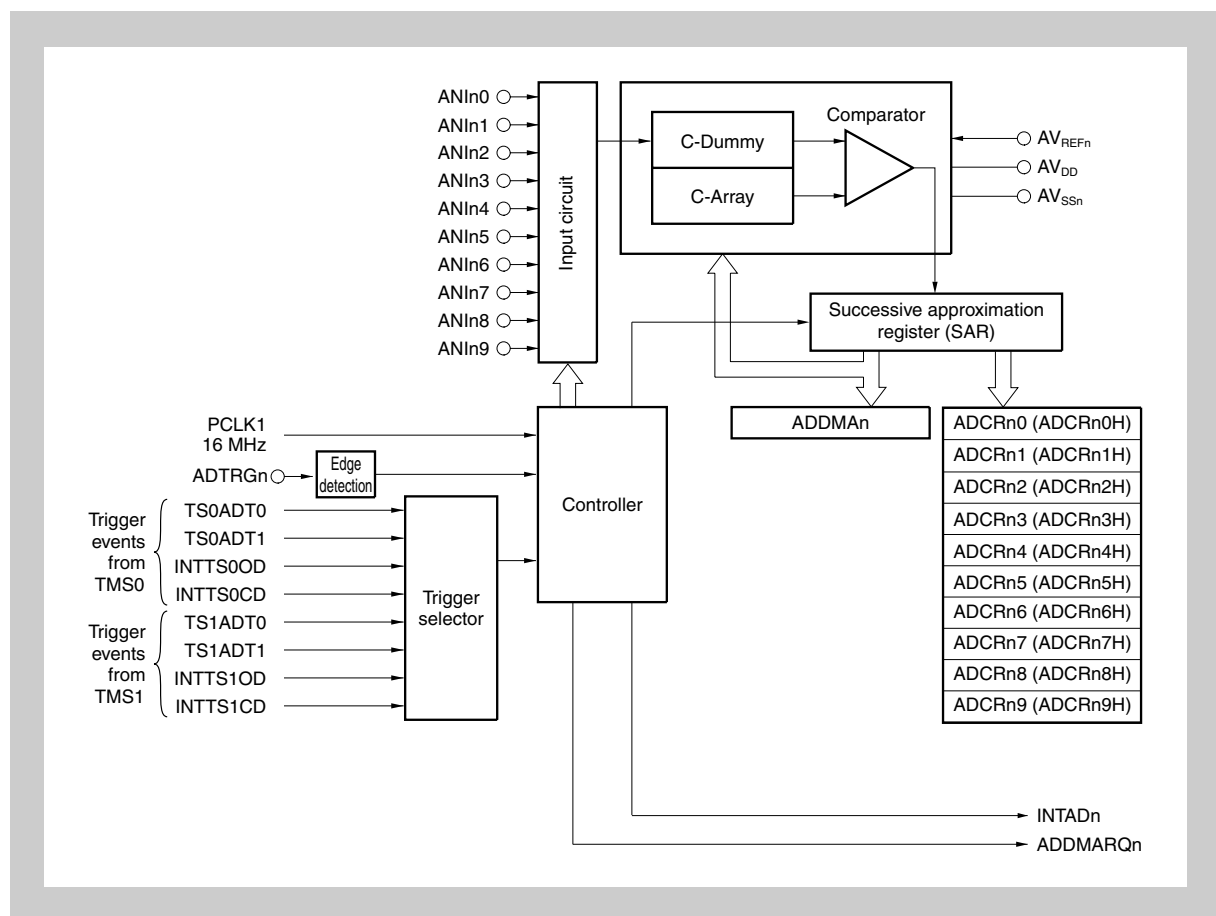 ANIn0
ANIn1
ANIn2
ANIn3
ANIn4
ANIn5
ANIn6
ANIn7
ANIn8
ANIn9
Input circuit
C-Dummy
C-Array
Comparator
AVREFn
AVDD
AVSSn
Successive approximation
register (SAR)
PCLK1
16 MHz
ADTRGn
Edge
detection
Controller
ADDMAn
ADCRn0 (ADCRn0H)
ADCRn1 (ADCRn1H)
ADCRn2 (ADCRn2H)
ADCRn3 (ADCRn3H)
ADCRn4 (ADCRn4H)
ADCRn5 (ADCRn5H)
ADCRn6 (ADCRn6H)
ADCRn7 (ADCRn7H)
ADCRn8 (ADCRn8H)
ADCRn9 (ADCRn9H)
Trigger
events
from
TMS0
TS0ADT0
TS0ADT1
INTTS0OD
INTTS0CD
Trigger
events
from
TMS1
TS1ADT0
TS1ADT1
INTTS1OD
INTTS1CD
Trigger
selector
INTADn
ADDMARQn